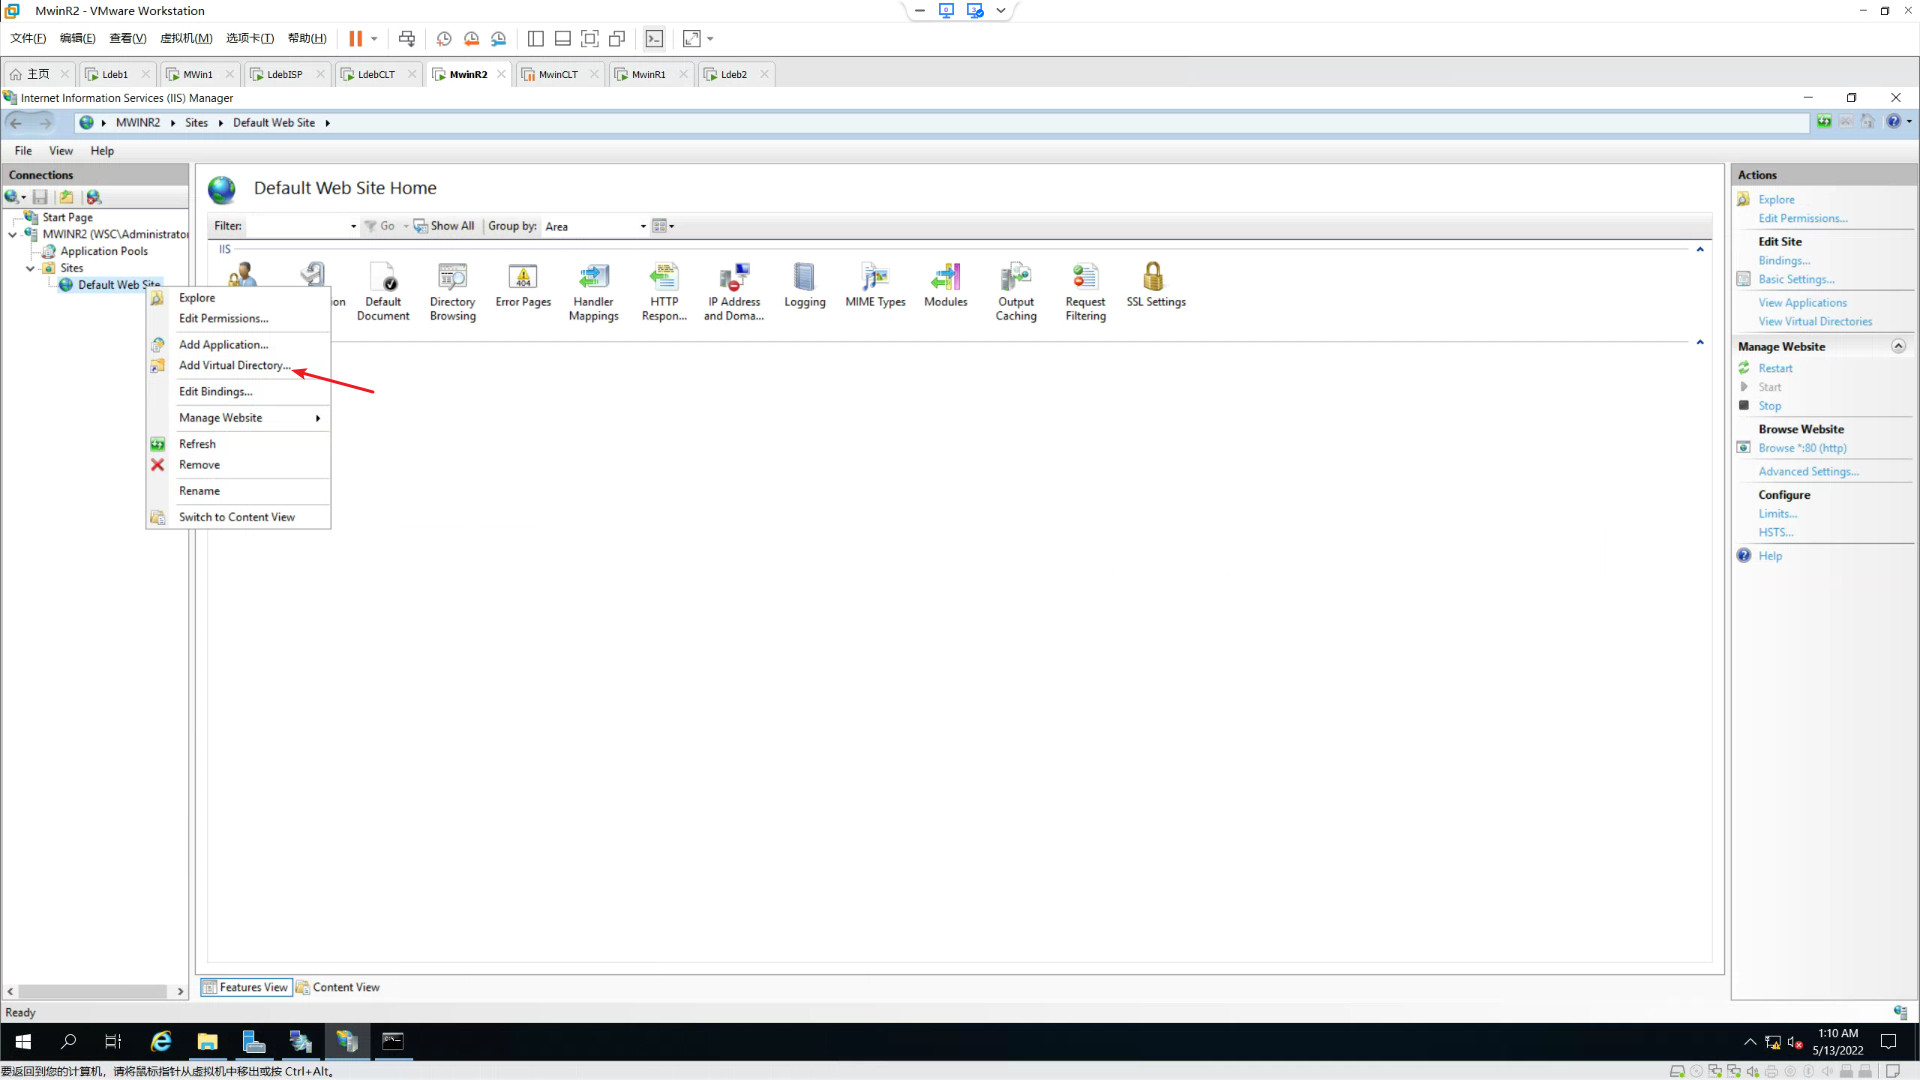 MwinR2 - VMware Workstation
文件(F) 编辑(E) 查看(V) 虚拟机(M) 选项卡(T) 帮助(H)
主页 Ldeb1 MWin1 LdebISP LdebCLT MwinR2 MwinCLT MwinR1 Ldeb2
Internet Information Services (IIS) Manager
MWINR2 Sites Default Web Site
File View Help
Connections
Start Page
MWINR2 (WSC\Administrator
Application Pools
Sites
Default Web Site
Explore
Edit Permissions...
Add Application...
Add Virtual Directory...
Edit Bindings...
Manage Website
Refresh
Remove
Rename
Switch to Content View
Default Web Site Home
Filter: Go Show All Group by: Area
IIS
ion
Default Document
Directory Browsing
Error Pages
404
Handler Mappings
HTTP Respon...
IP Address and Doma...
Logging
MIME Types
Modules
Output Caching
Request Filtering
SSL Settings
Features View Content View
Actions
Explore
Edit Permissions...
Edit Site
Bindings...
Basic Settings...
View Applications
View Virtual Directories
Manage Website
Restart
Start
Stop
Browse Website
Browse *:80 (http)
Advanced Settings...
Configure
Limits...
HSTS...
Help
Ready
1:10 AM
5/13/2022
要返回到您的计算机，请将鼠标指针从虚拟机中移出或按 Ctrl+Alt。